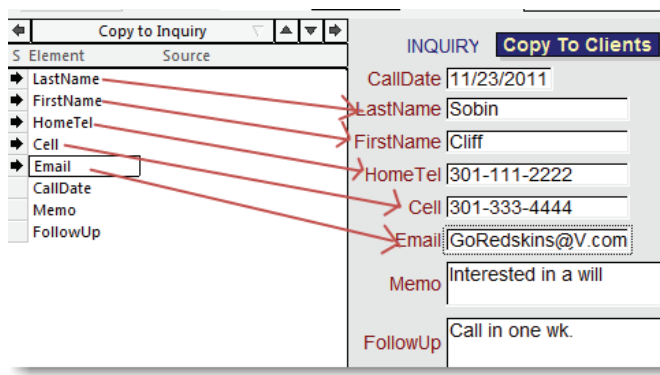 Copy to Inquiry
S Element Source
LastName
FirstName
HomeTel
Cell
Email
CallDate
Memo
FollowUp
INQUIRY Copy To Clients
CallDate 11/23/2011
LastName Sobin
FirstName Cliff
HomeTel 301-111-2222
Cell 301-333-4444
Email GoRedskins@V.com
Memo Interested in a will
FollowUp Call in one wk.